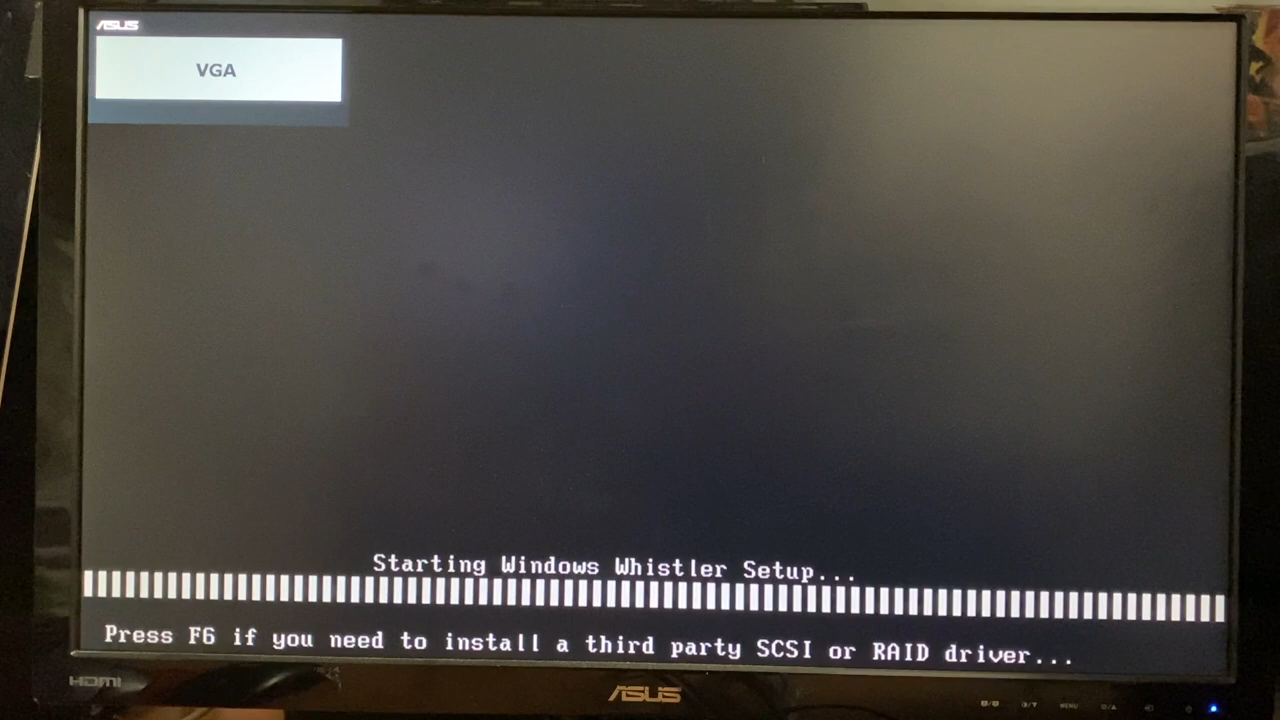 ASUS
VGA
Starting Windows Whistler Setup...
Press F6 if you need to install a third party SCSI or RAID driver...
HDMI
ASUS
MENU